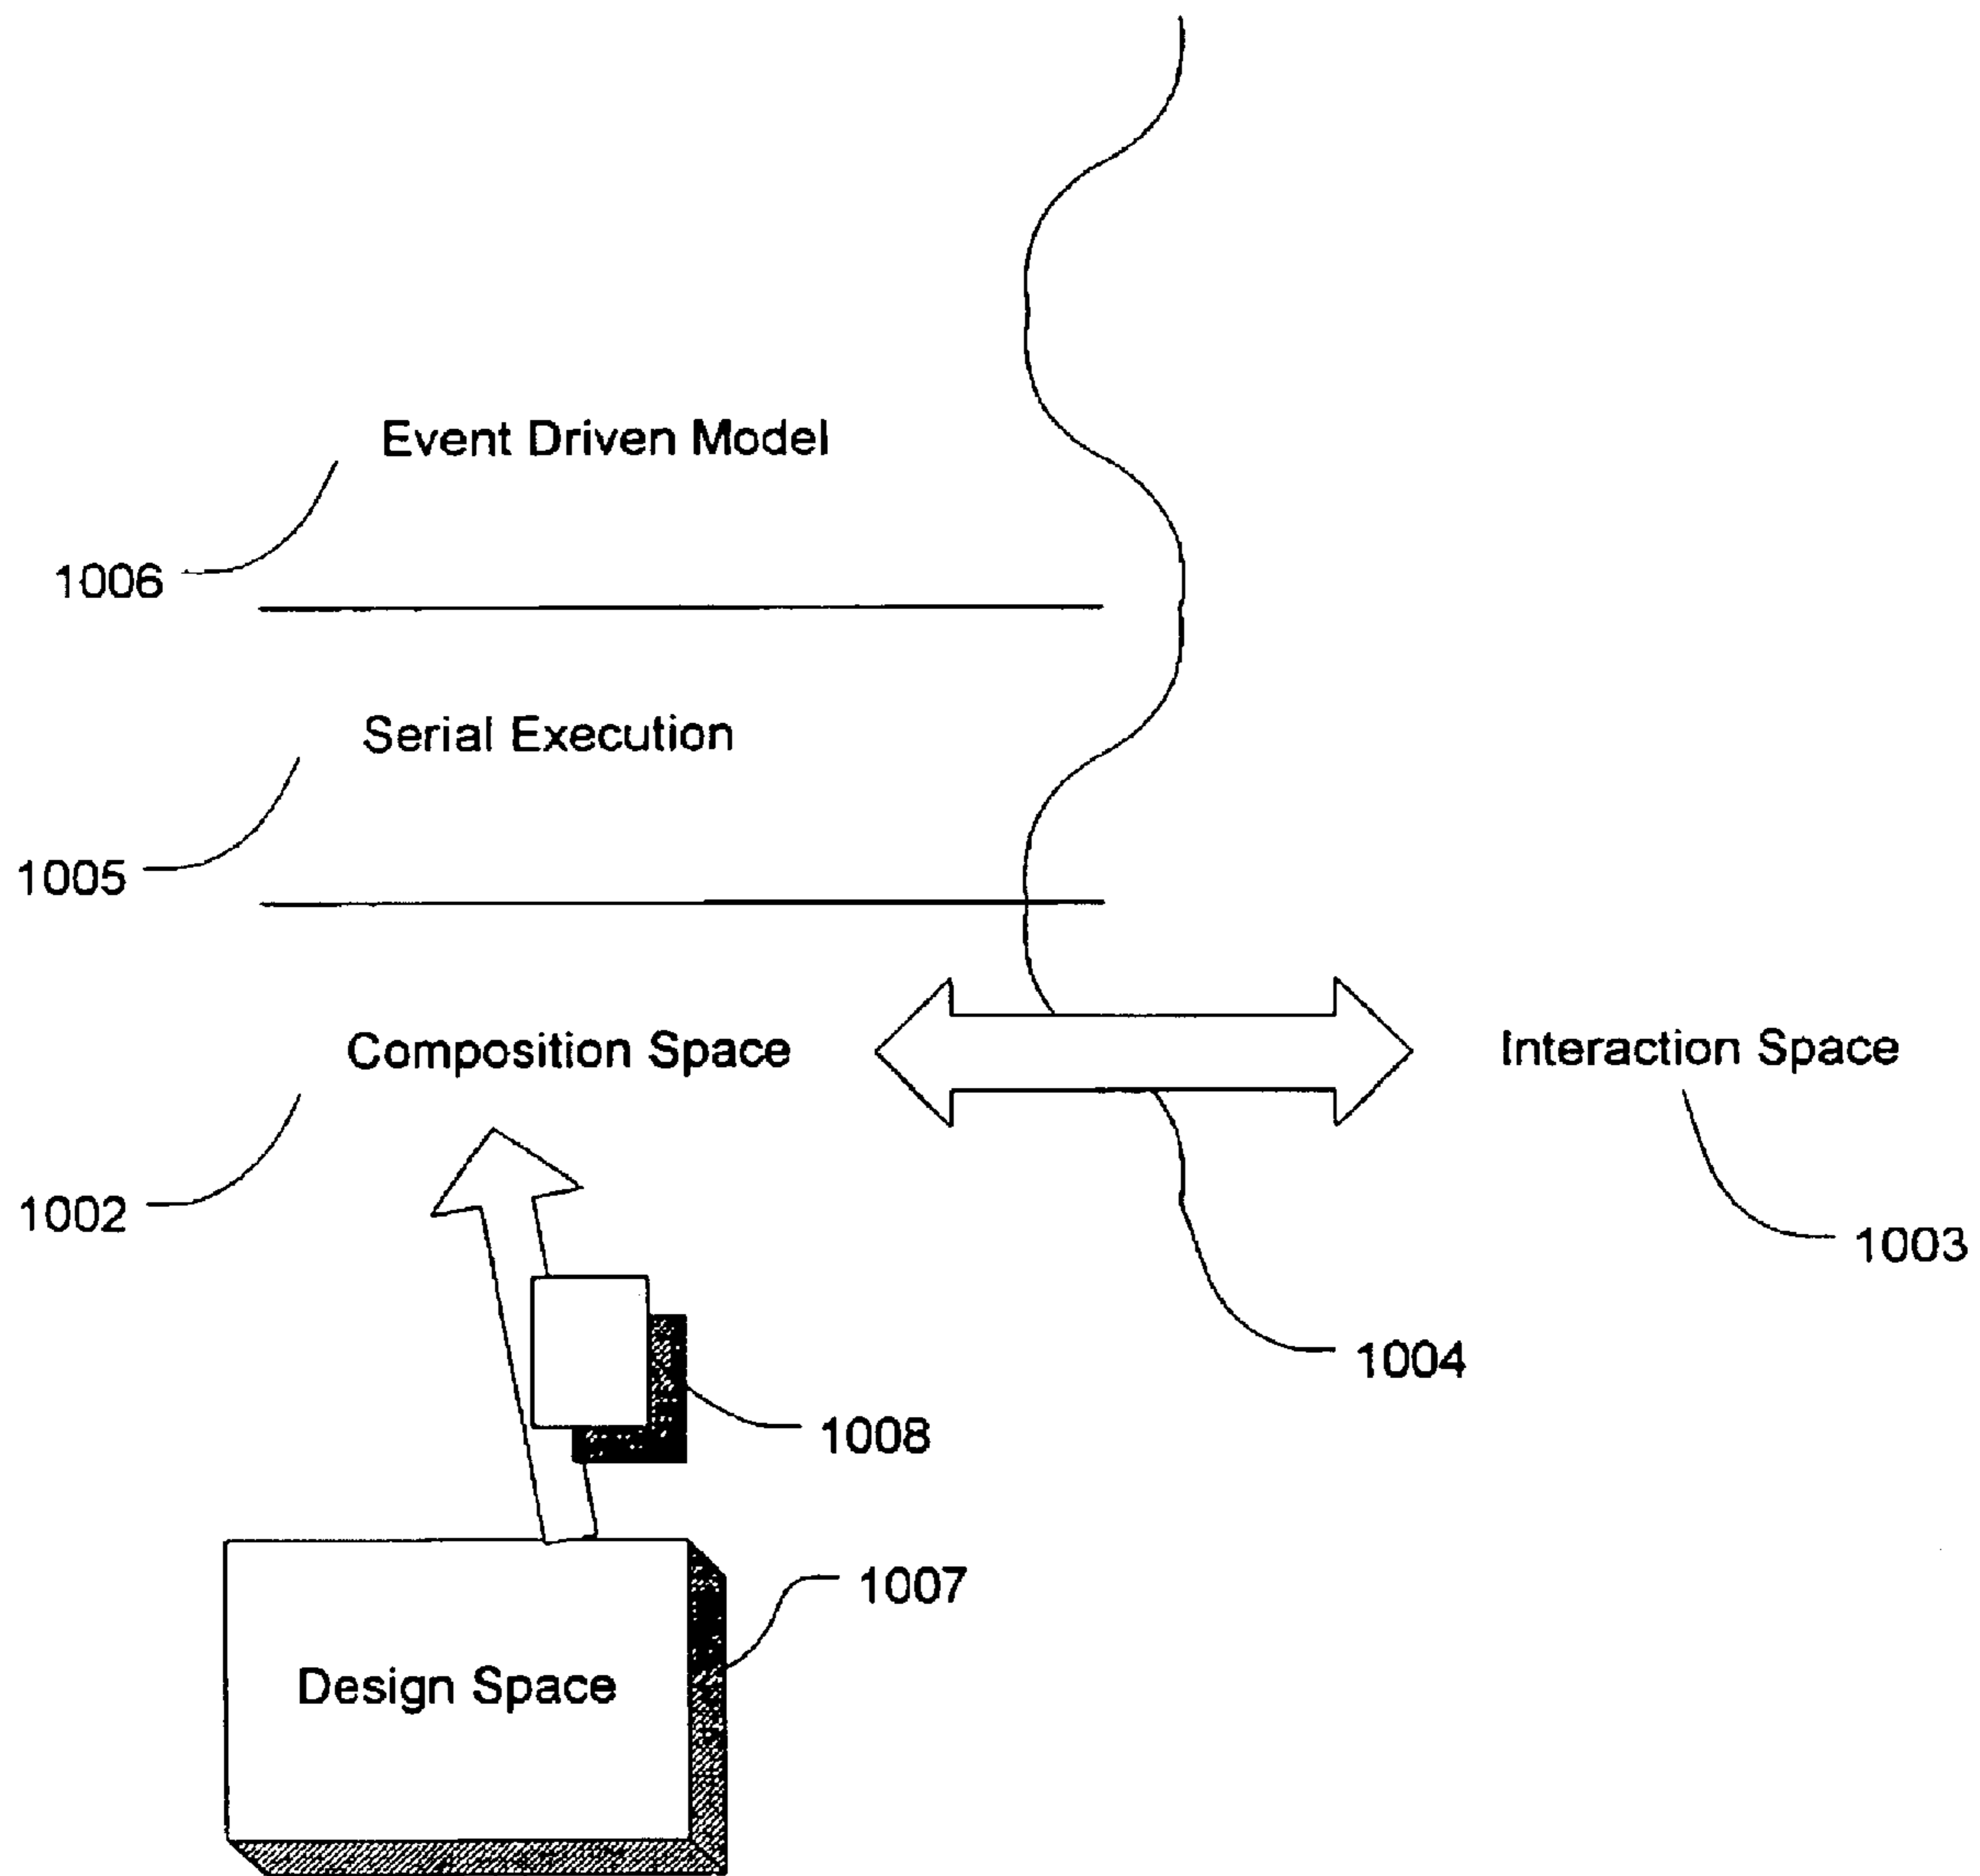 Event Driven Model
1006
Serial Execution
1005
Composition Space
Interaction Space
1002
1003
1004
1008
1007
Design Space